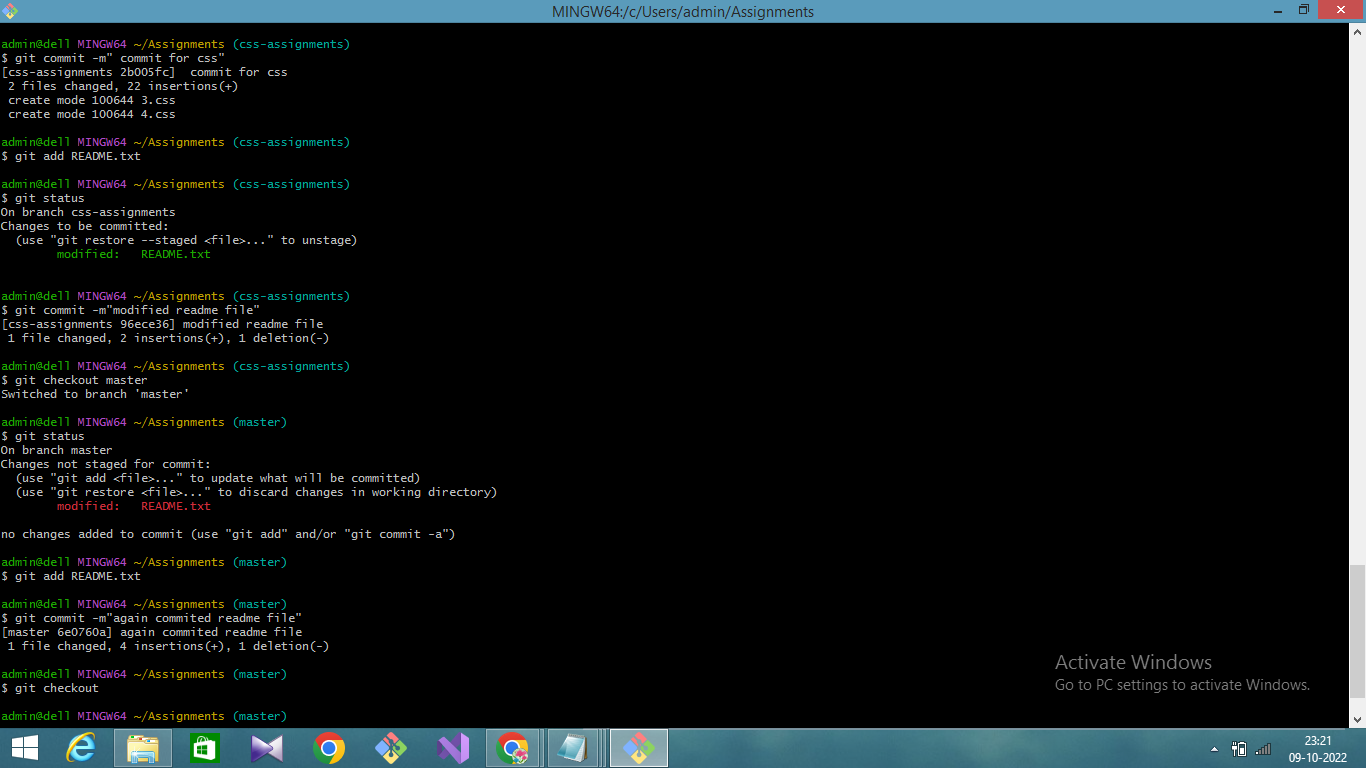 MINGW64:/c/Users/admin/Assignments
admin@dell MINGW64 ~/Assignments (css-assignments)
$ git commit -m" commit for css"
[css-assignments 2b005fc]  commit for css
 2 files changed, 22 insertions(+)
 create mode 100644 3.css
 create mode 100644 4.css
admin@dell MINGW64 ~/Assignments (css-assignments)
$ git add README.txt
admin@dell MINGW64 ~/Assignments (css-assignments)
$ git status
On branch css-assignments
Changes to be committed:
  (use "git restore --staged <file>..." to unstage)
        modified:   README.txt
admin@dell MINGW64 ~/Assignments (css-assignments)
$ git commit -m"modified readme file"
[css-assignments 96ece36] modified readme file
 1 file changed, 2 insertions(+), 1 deletion(-)
admin@dell MINGW64 ~/Assignments (css-assignments)
$ git checkout master
Switched to branch 'master'
admin@dell MINGW64 ~/Assignments (master)
$ git status
On branch master
Changes not staged for commit:
  (use "git add <file>..." to update what will be committed)
  (use "git restore <file>..." to discard changes in working directory)
        modified:   README.txt
no changes added to commit (use "git add" and/or "git commit -a")
admin@dell MINGW64 ~/Assignments (master)
$ git add README.txt
admin@dell MINGW64 ~/Assignments (master)
$ git commit -m"again commited readme file"
[master 6e0760a] again commited readme file
 1 file changed, 4 insertions(+), 1 deletion(-)
admin@dell MINGW64 ~/Assignments (master)
$ git checkout
admin@dell MINGW64 ~/Assignments (master)
Activate Windows
Go to PC settings to activate Windows.
23:21
09-10-2022